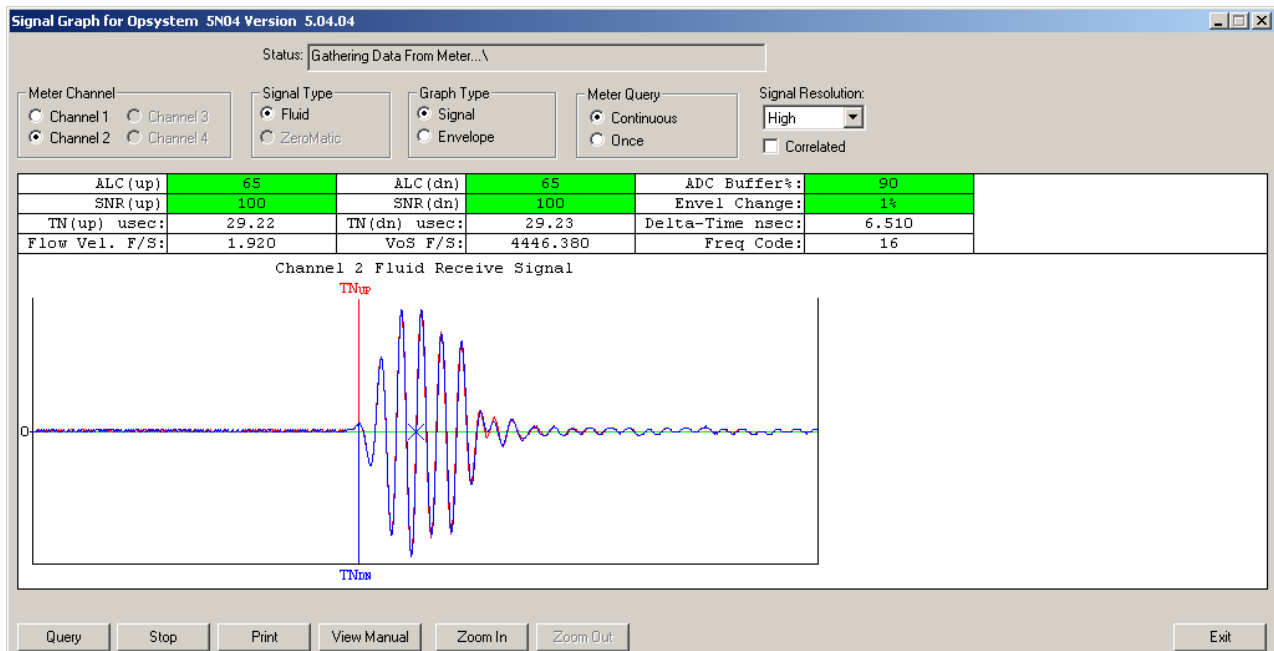 Signal Graph for Opsystem 5N04 Version 5.04.04
Status: Gathering Data From Meter...\
Meter Channel
Channel 1 Channel 3
Channel 2 Channel 4
Signal Type
Fluid
ZeroMatic
Graph Type
Signal
Envelope
Meter Query
Continuous
Once
Signal Resolution:
High
Correlated
ALC(up) 65 ALC(dn) 65 ADC Buffer%: 90
SNR(up) 100 SNR(dn) 100 Envel Change: 1%
TN(up) usec: 29.22 TN(dn) usec: 29.23 Delta-Time nsec: 6.510
Flow Vel. F/S: 1.920 VoS F/S: 4446.380 Freq Code: 16
Channel 2 Fluid Receive Signal
TNUP
0
TNDN
Query Stop Print View Manual Zoom In Zoom Out Exit